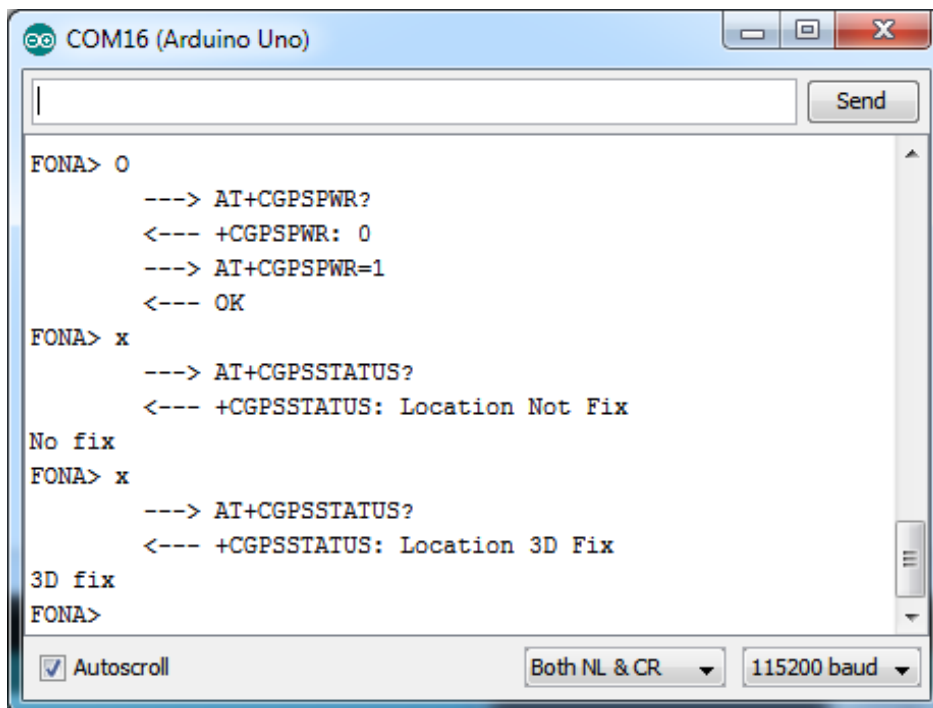 COM16 (Arduino Uno)
Send
FONA> O
---> AT+CGPSPWR?
<--- +CGPSPWR: 0
---> AT+CGPSPWR=1
<--- OK
FONA> x
---> AT+CGPSSTATUS?
<--- +CGPSSTATUS: Location Not Fix
No fix
FONA> x
---> AT+CGPSSTATUS?
<--- +CGPSSTATUS: Location 3D Fix
3D fix
FONA>
Autoscroll Both NL & CR 115200 baud